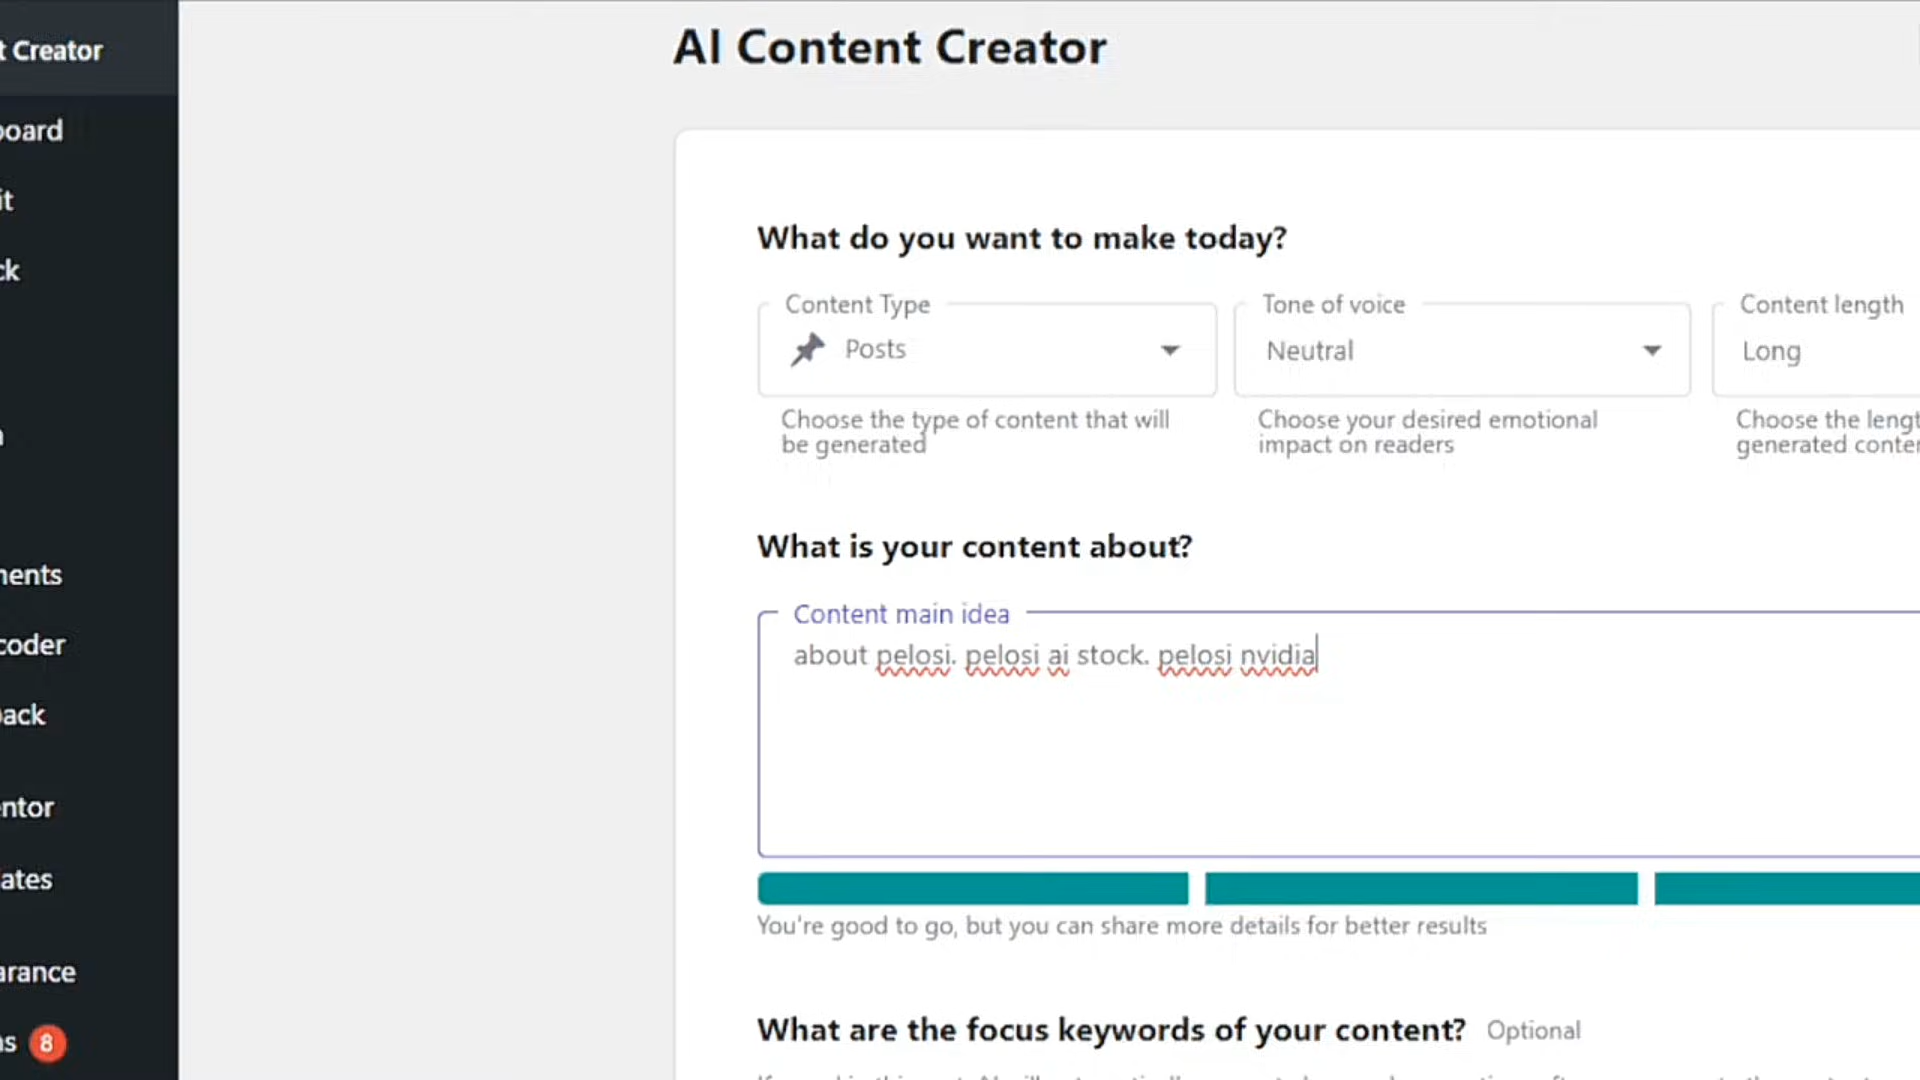 t Creator
AI Content Creator
board
it
ck
What do you want to make today?
Content Type
Tone of voice
Content length
Posts
Neutral
Long
Choose the type of content that will
be generated
Choose your desired emotional
impact on readers
Choose the lengt
generated conte
What is your content about?
nents
Content main idea
about pelosi. pelosi ai stock. pelosi nvidia
coder
back
entor
ates
You're good to go, but you can share more details for better results
arance
What are the focus keywords of your content? Optional
ns 8